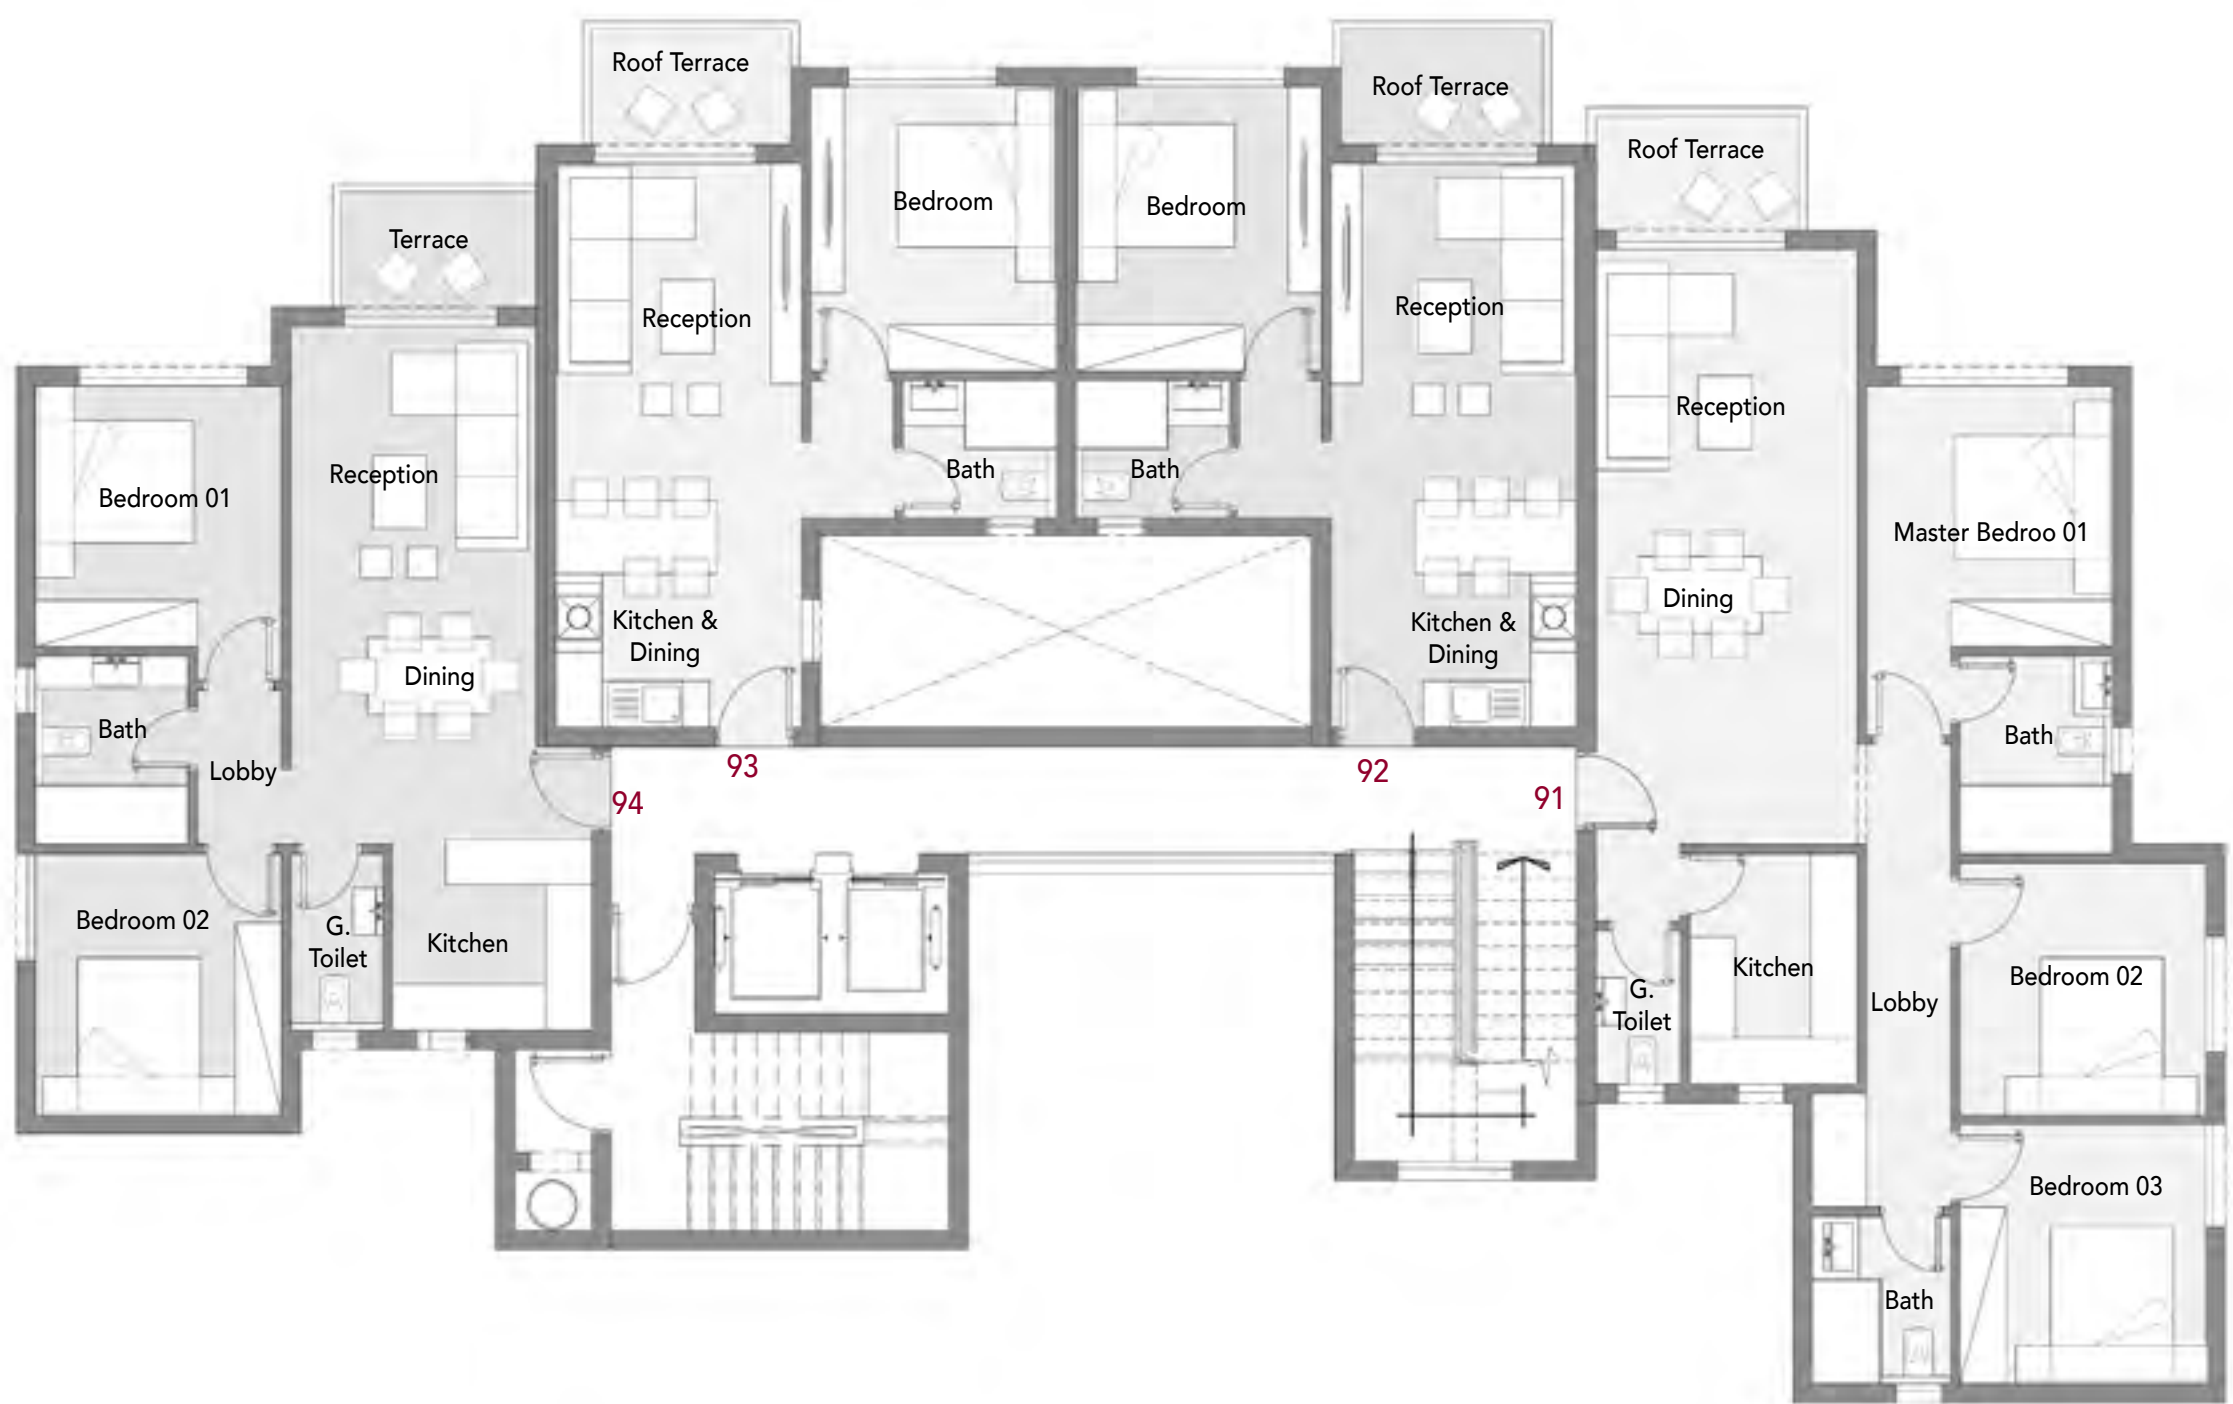 Roof Terrace
Roof Terrace
Roof Terrace
Terrace
Bedroom
Bedroom
Reception
Reception
Reception
Reception
Bedroom 01
Bath
Bath
Master Bedroo 01
Dining
Kitchen &
Dining
Kitchen &
Dining
Dining
Bath
Bath
Lobby
93
92
94
91
Bedroom 02
G.
Toilet
Kitchen
Kitchen
G.
Toilet
Lobby
Bedroom 02
Bedroom 03
Bath